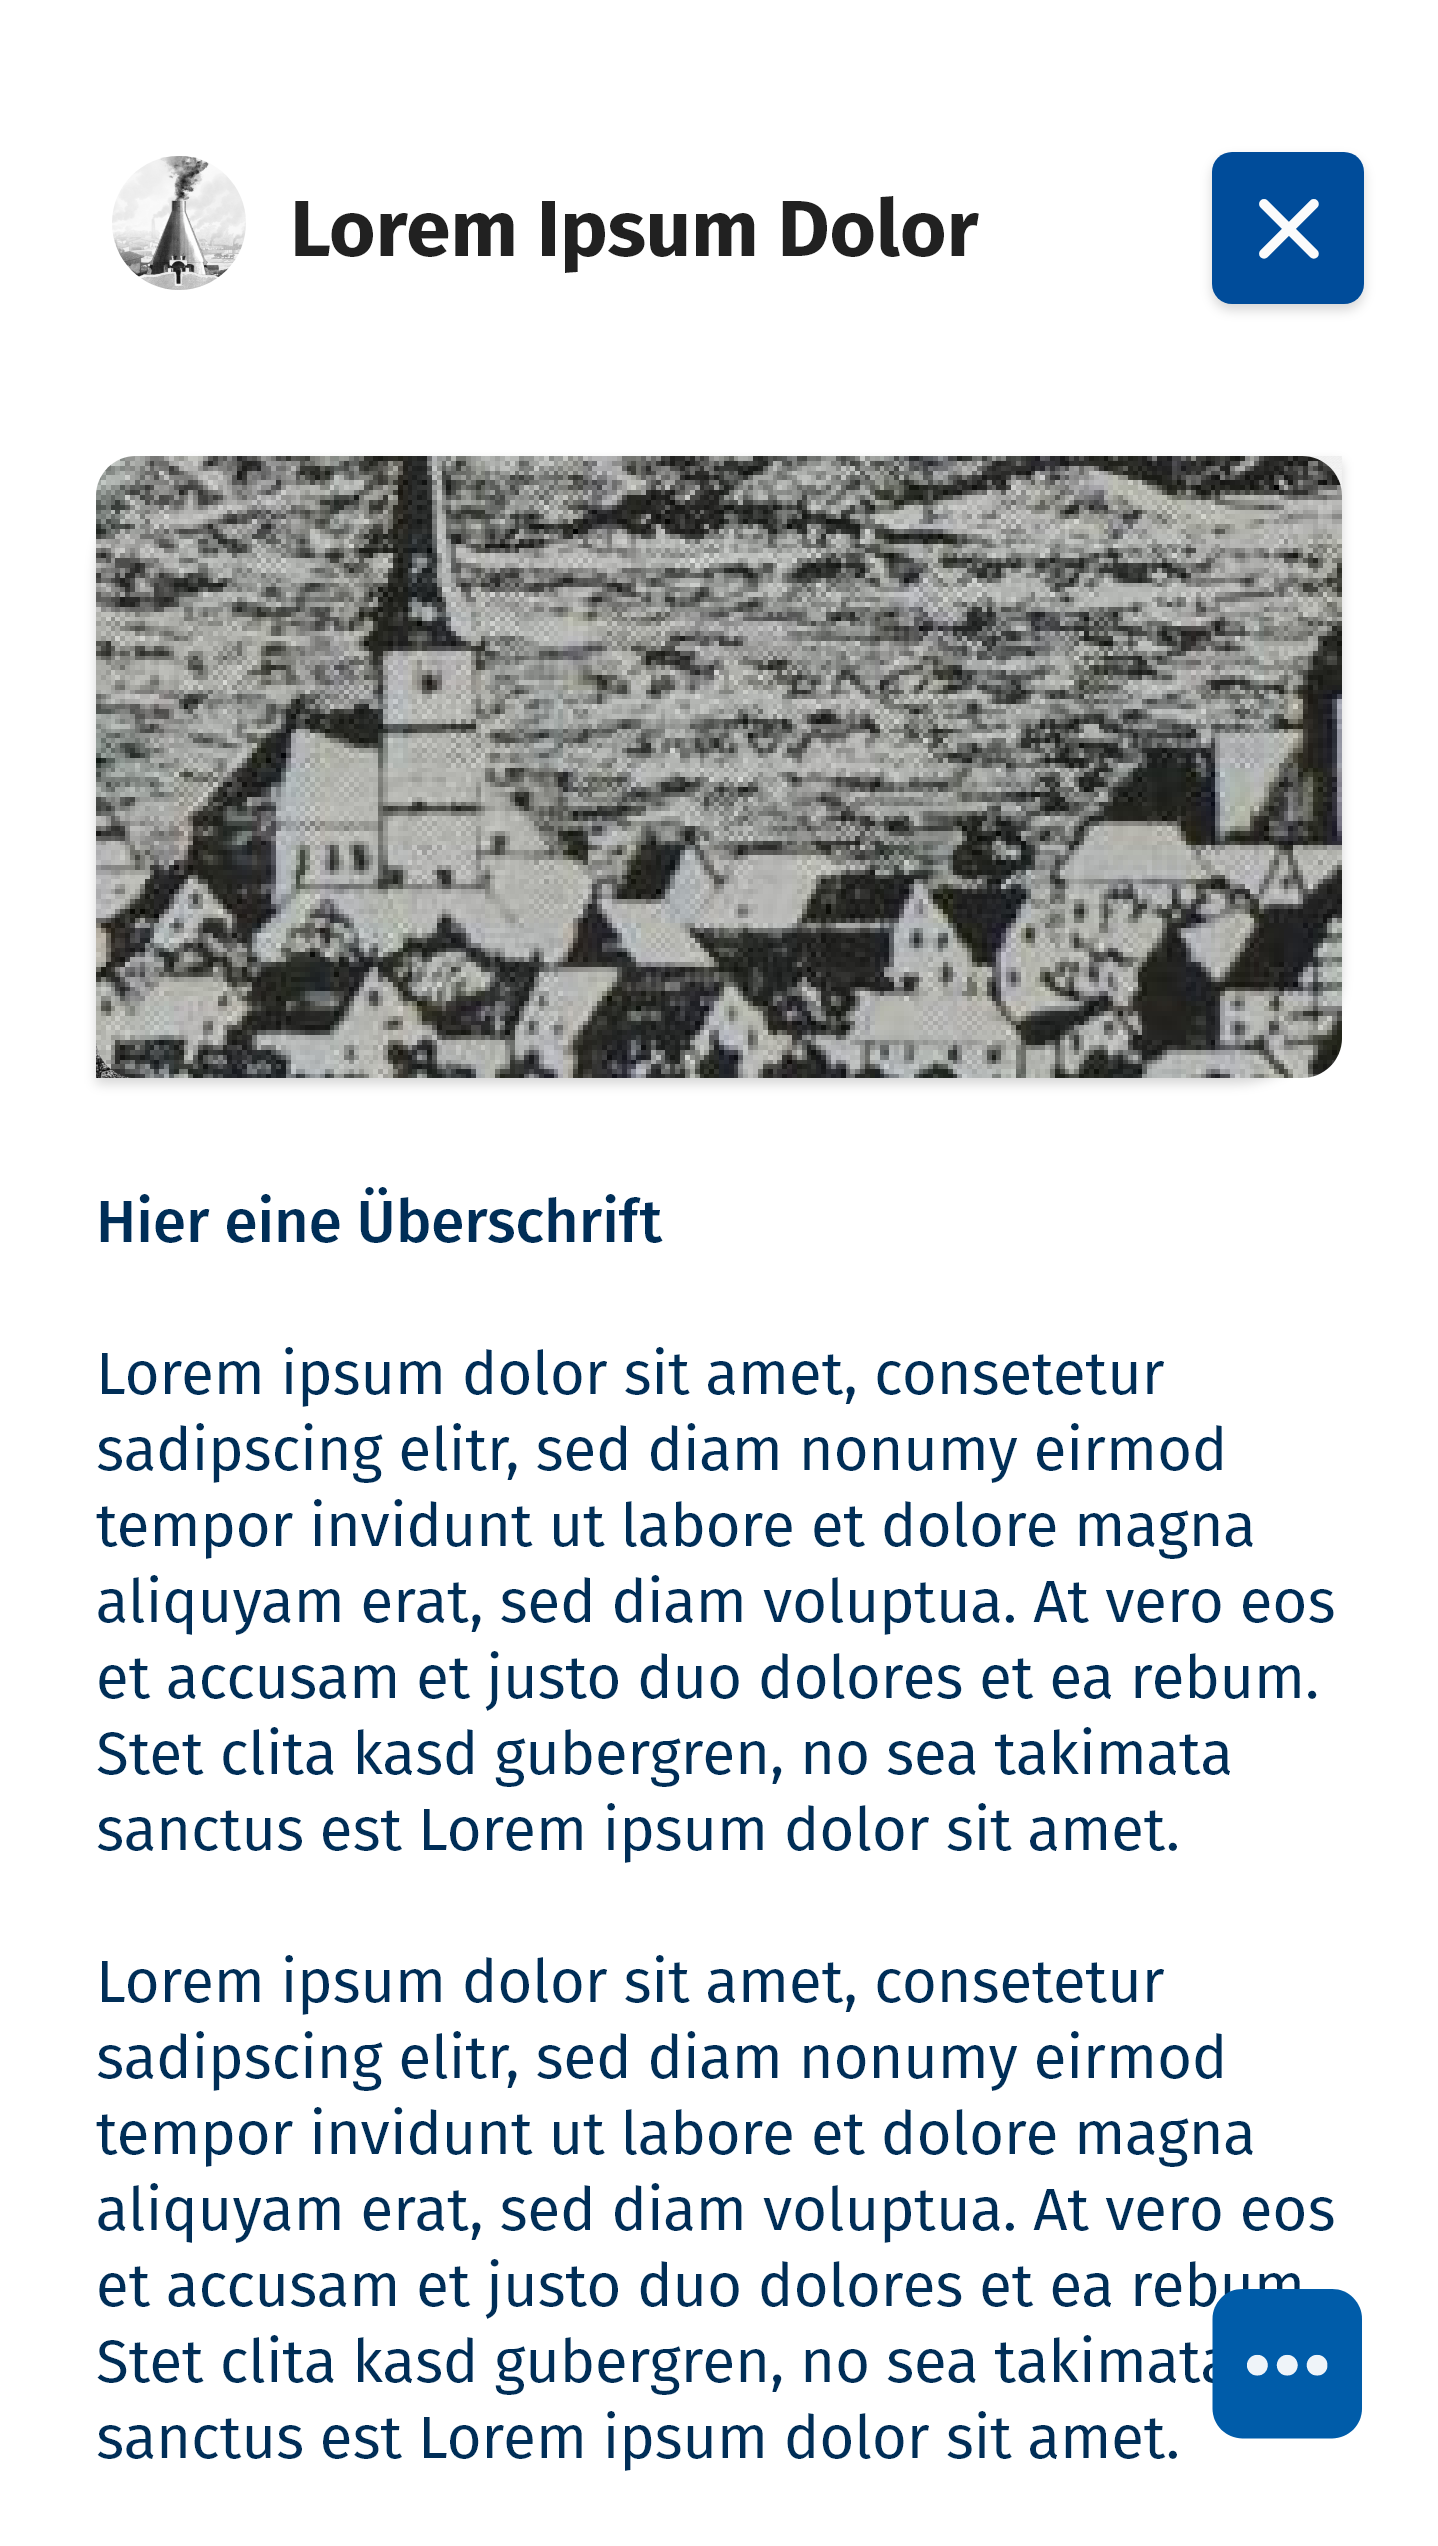 Lorem Ipsum Dolor
Hier eine Überschrift
Lorem ipsum dolor sit amet, consetetur
sadipscing elitr, sed diam nonumy eirmod
tempor invidunt ut labore et dolore magna
aliquyam erat, sed diam voluptua. At vero eos
et accusam et justo duo dolores et ea rebum.
Stet clita kasd gubergren, no sea takimata
sanctus est Lorem ipsum dolor sit amet.
Lorem ipsum dolor sit amet, consetetur
sadipscing elitr, sed diam nonumy eirmod
tempor invidunt ut labore et dolore magna
aliquyam erat, sed diam voluptua. At vero eos
et accusam et justo duo dolores et ea rebum
Stet clita kasd gubergren, no sea takimata
sanctus est Lorem ipsum dolor sit amet.